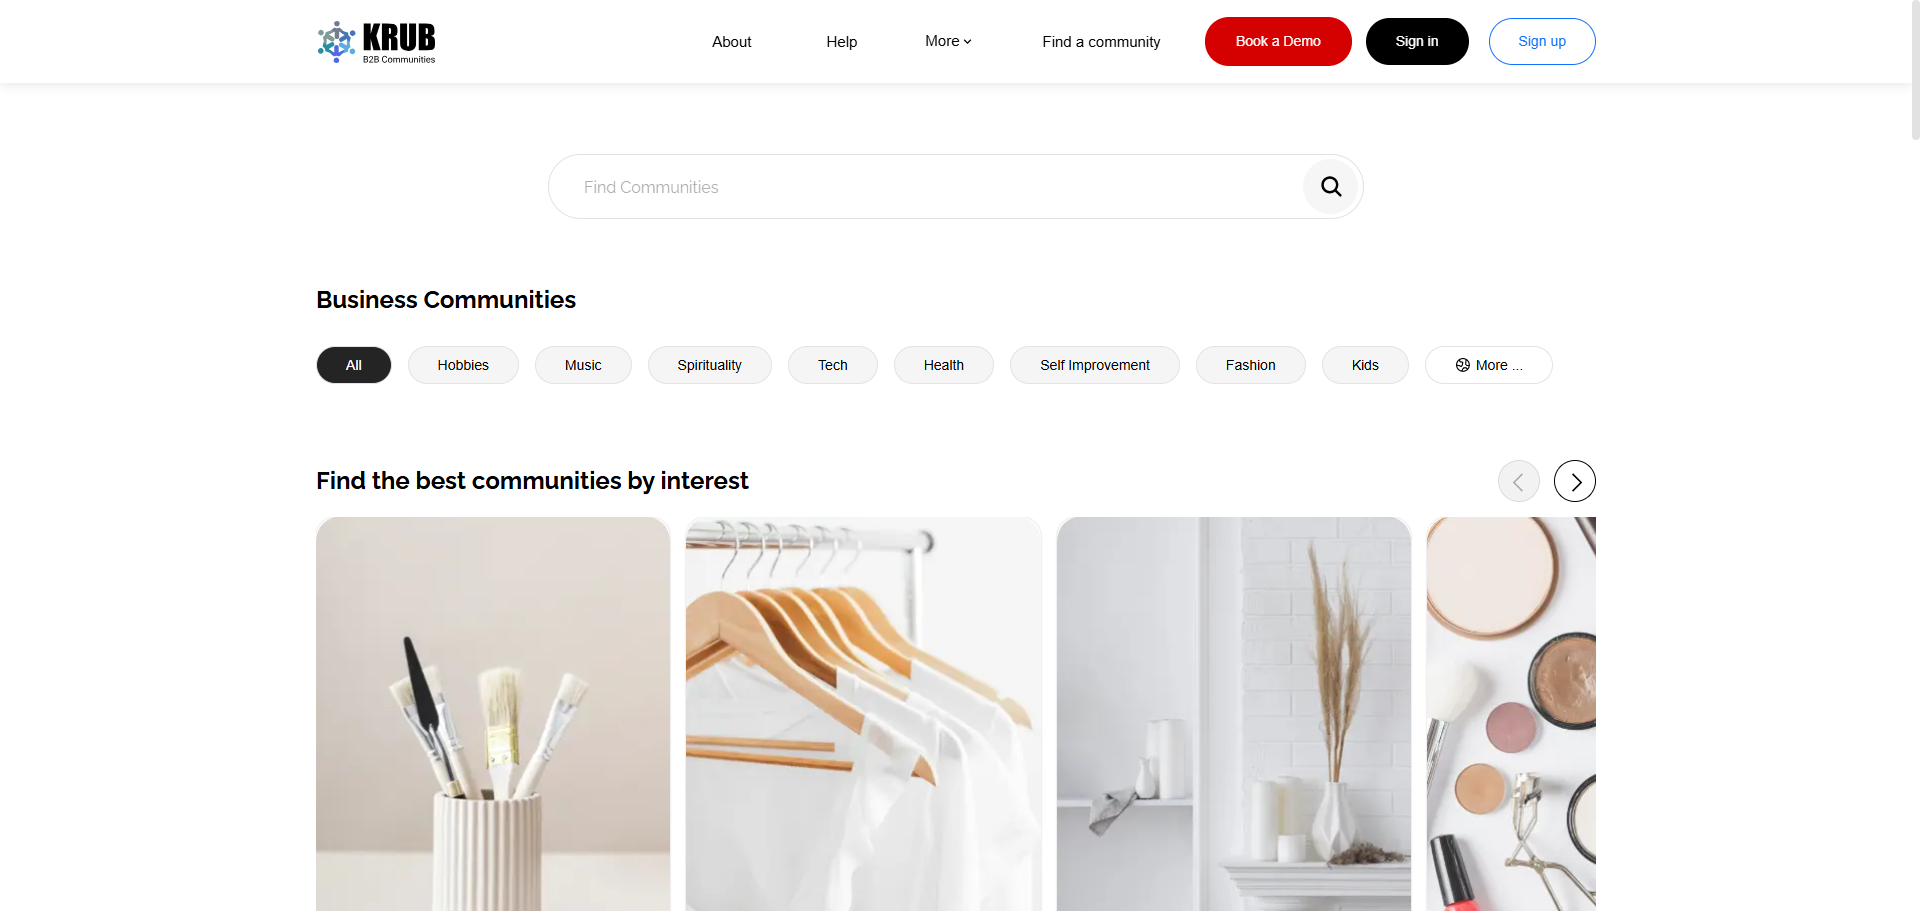 KRUB
B2B Communities
About
Help
More
Find a community
Book a Demo
Sign in
Sign up
Find Communities
Business Communities
All
Hobbies
Music
Spirituality
Tech
Health
Self Improvement
Fashion
Kids
More ...
Find the best communities by interest